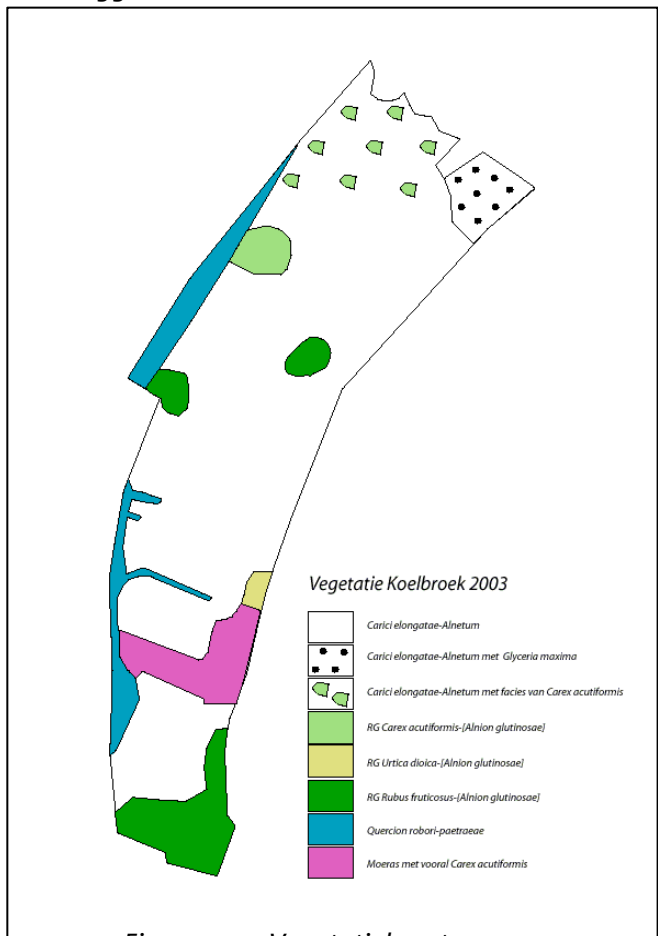 Vegetatie Koelbroek 2003
Carici elongatae-Alnetum
Carici elongatae-Alnetum met Glyceria maxima
Carici elongatae-Alnetum met facies van Carex acutiformis
RG Carex acutiformis-[Alnion glutinosae]
RG Urtica dioica-[Alnion glutinosae]
RG Rubus fruticosus-[Alnion glutinosae]
Quercion robori-paetraeae
Moeras met vooral Carex acutiformis